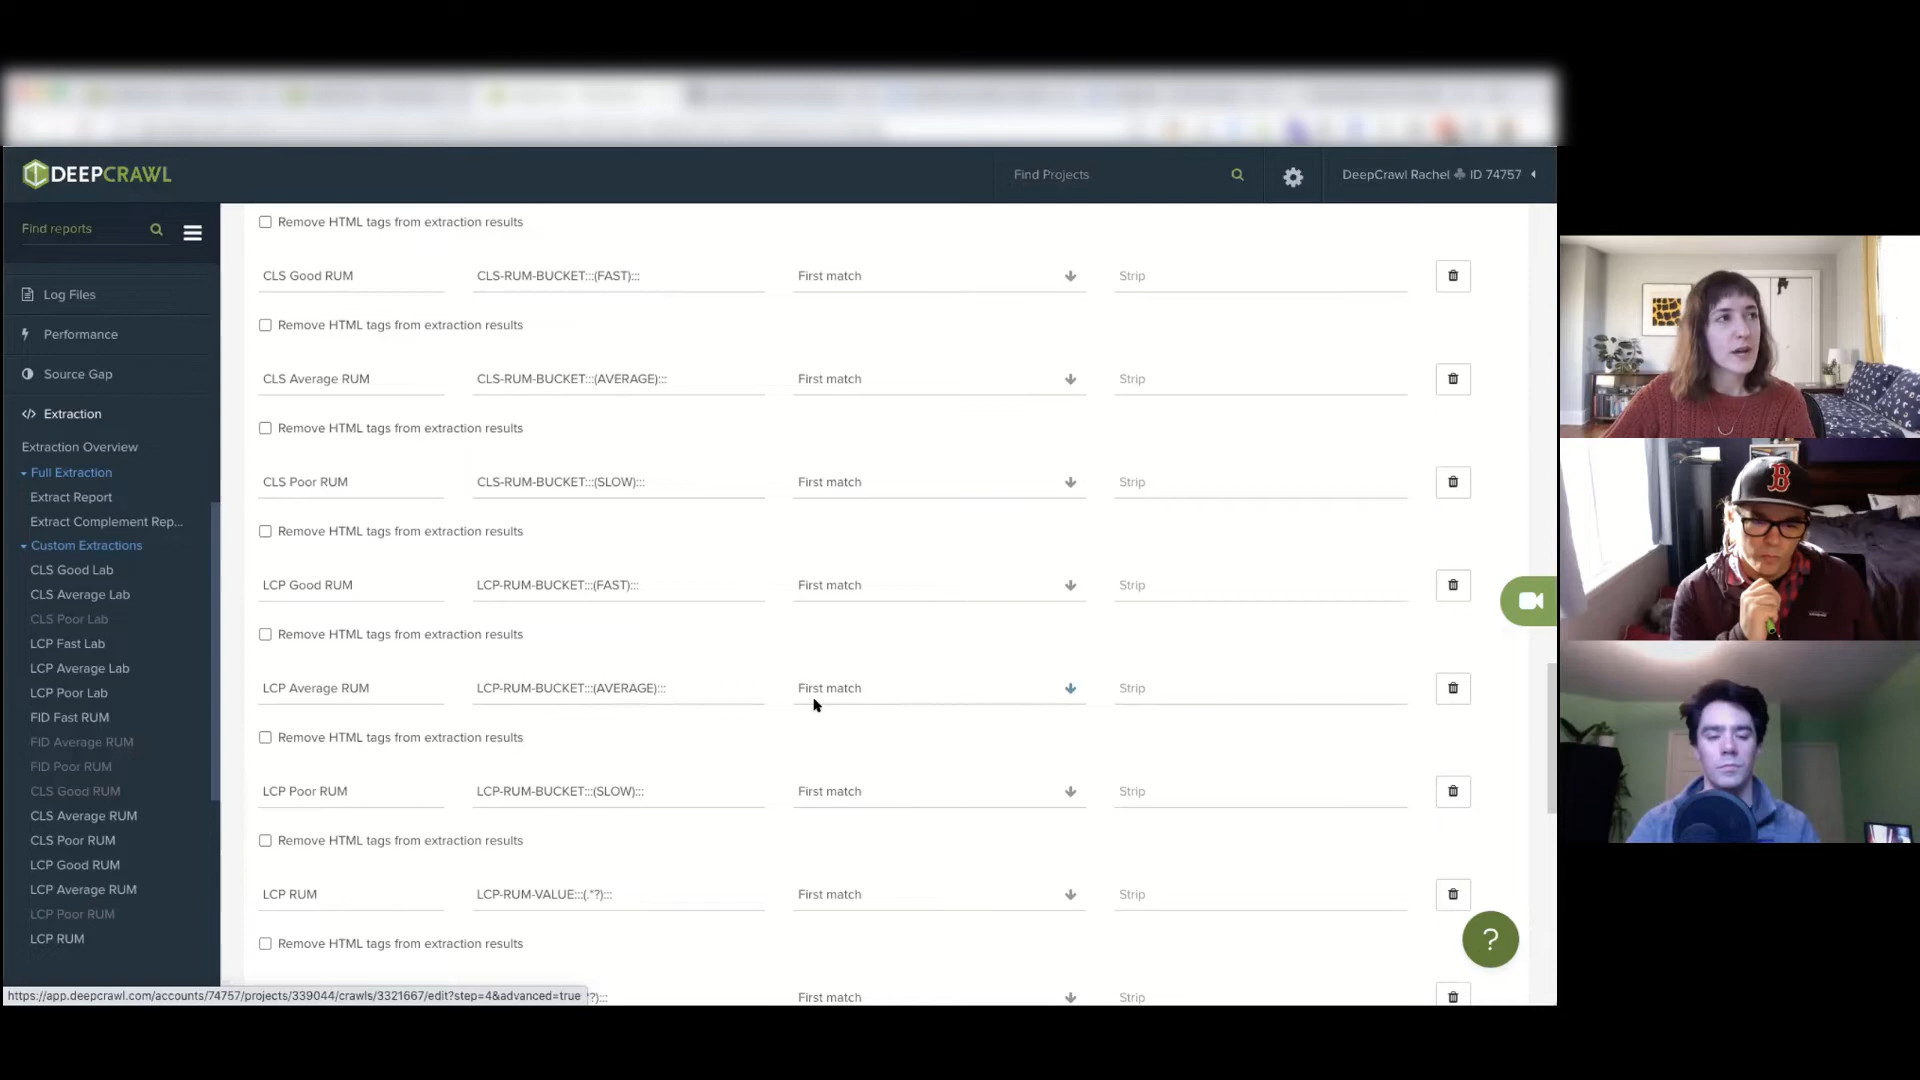 DEEPCRAWL
Find Projects
DeepCrawl Rachel ♣ ID 74757
Find reports
Log Files
Performance
Source Gap
Extraction
Extraction Overview
Full Extraction
Extract Report
Extract Complement Rep...
Custom Extractions
CLS Good Lab
CLS Average Lab
CLS Poor Lab
LCP Fast Lab
LCP Average Lab
LCP Poor Lab
FID Fast RUM
FID Average RUM
FID Poor RUM
CLS Good RUM
CLS Average RUM
CLS Poor RUM
LCP Good RUM
LCP Average RUM
LCP Poor RUM
LCP RUM
Remove HTML tags from extraction results
CLS Good RUM CLS-RUM-BUCKET:::(FAST)::: First match Strip
Remove HTML tags from extraction results
CLS Average RUM CLS-RUM-BUCKET:::(AVERAGE)::: First match Strip
Remove HTML tags from extraction results
CLS Poor RUM CLS-RUM-BUCKET:::(SLOW)::: First match Strip
Remove HTML tags from extraction results
LCP Good RUM LCP-RUM-BUCKET:::(FAST)::: First match Strip
Remove HTML tags from extraction results
LCP Average RUM LCP-RUM-BUCKET:::(AVERAGE)::: First match Strip
Remove HTML tags from extraction results
LCP Poor RUM LCP-RUM-BUCKET:::(SLOW)::: First match Strip
Remove HTML tags from extraction results
LCP RUM LCP-RUM-VALUE:::(.*?)::: First match Strip
Remove HTML tags from extraction results
?):::  First match Strip
https://app.deepcrawl.com/accounts/74757/projects/339044/crawls/3321667/edit?step=4&advanced=true
?
B